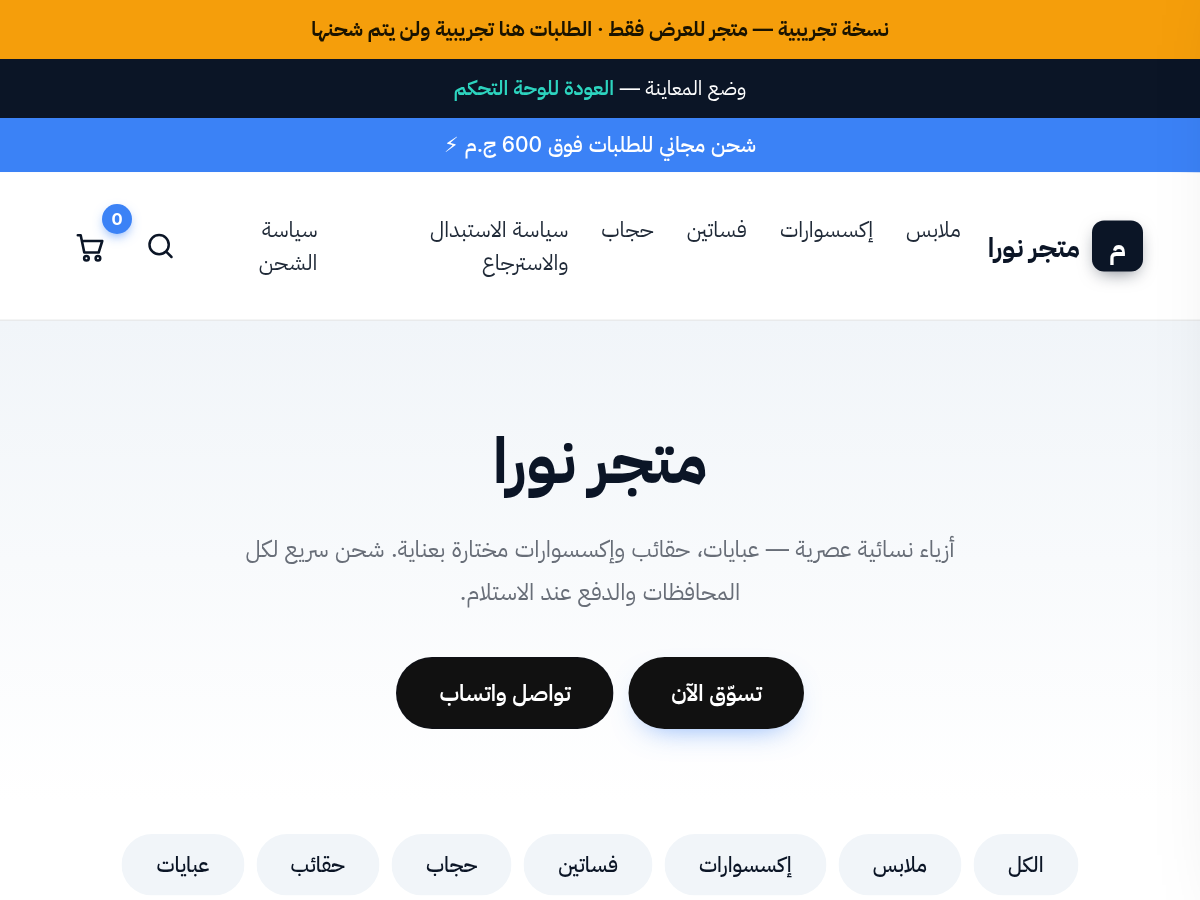 نسخة تجريبية — متجر للعرض فقط · الطلبات هنا تجريبية ولن يتم شحنها
وضع المعاينة — العودة للوحة التحكم
شحن مجاني للطلبات فوق 600 ج.م ⚡
م
متجر نورا
ملابس
إكسسوارات
فساتين
حجاب
سياسة الاستبدال
والاسترجاع
سياسة
الشحن
0
متجر نورا
أزياء نسائية عصرية — عبايات، حقائب وإكسسوارات مختارة بعناية. شحن سريع لكل
المحافظات والدفع عند الاستلام.
تسوّق الآن
تواصل واتساب
الكل
ملابس
إكسسوارات
فساتين
حجاب
حقائب
عبايات